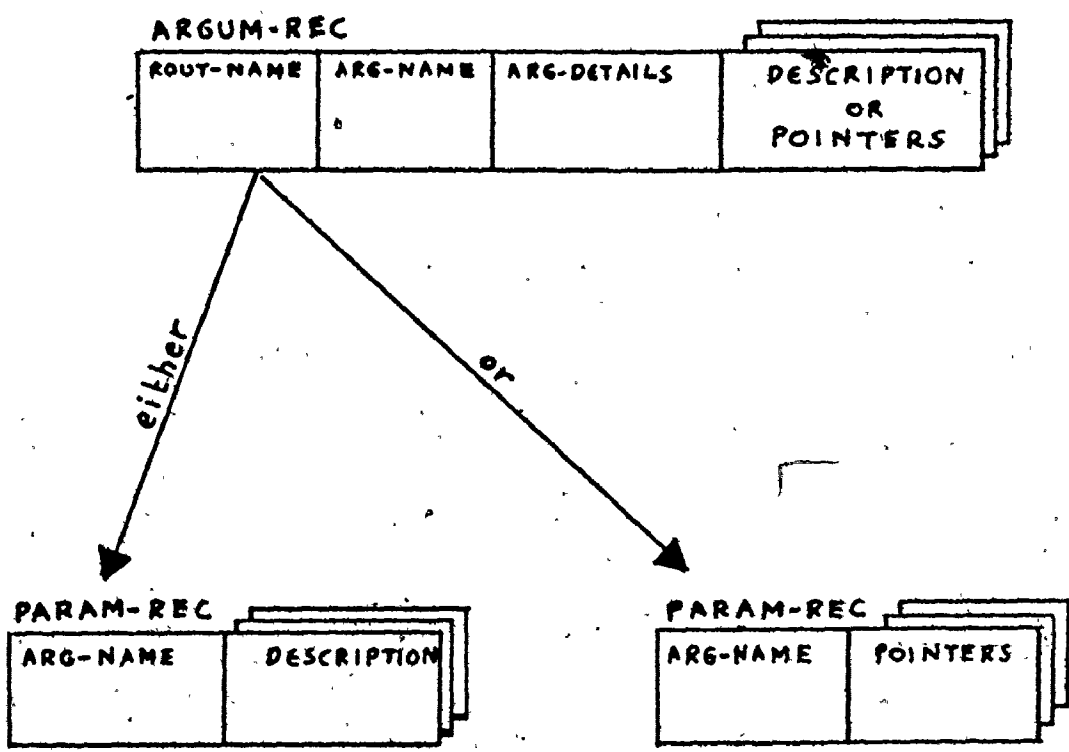 ARGUM-REC
ROUT-NAME ARG-NAME ARG-DETAILS DESCRIPTION
OR
POINTERS
either
or
PARAM-REC PARAM-REC
ARG-NAME DESCRIPTION ARG-NAME POINTERS